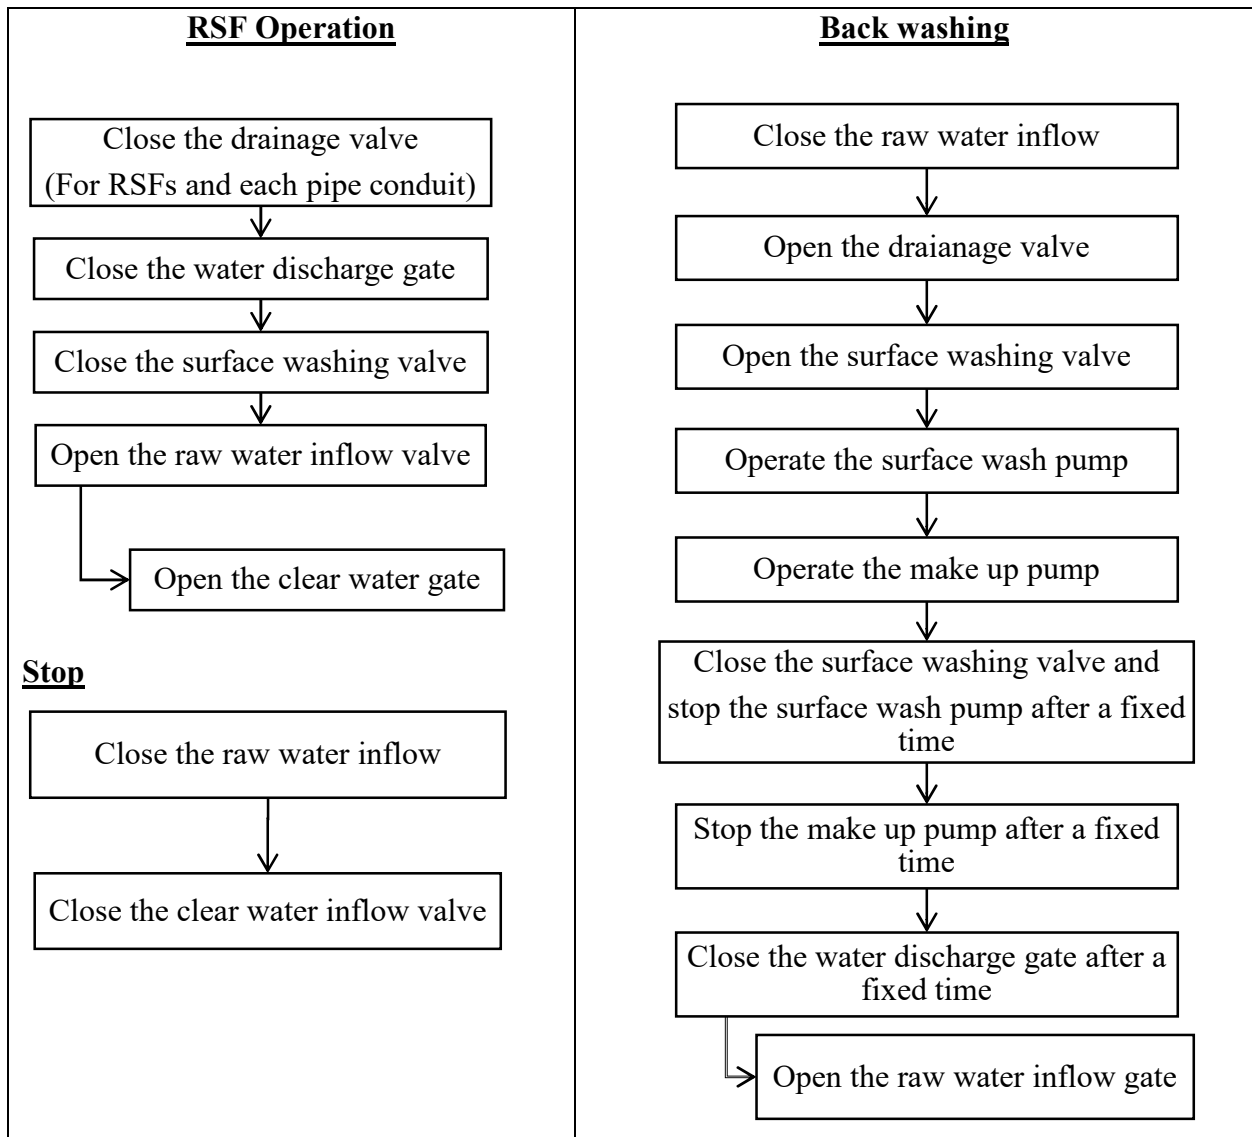 RSF Operation
Close the drainage valve
(For RSFs and each pipe conduit)
Close the water discharge gate
Close the surface washing valve
Open the raw water inflow valve
Open the clear water gate
Stop
Close the raw water inflow
Close the clear water inflow valve
Back washing
Close the raw water inflow
Open the draianage valve
Open the surface washing valve
Operate the surface wash pump
Operate the make up pump
Close the surface washing valve and
stop the surface wash pump after a fixed
time
Stop the make up pump after a fixed
time
Close the water discharge gate after a
fixed time
Open the raw water inflow gate